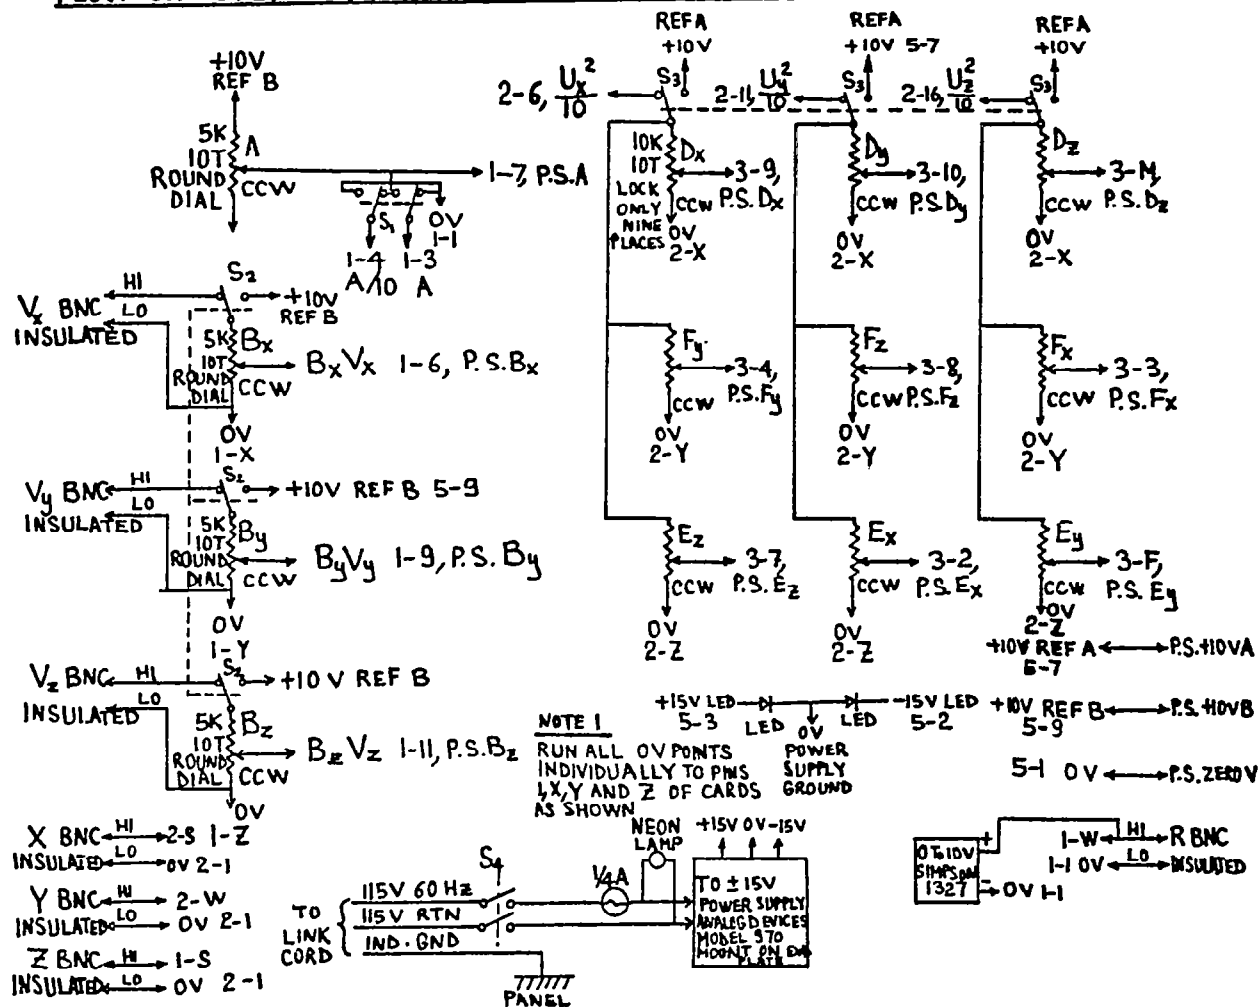 REF A
+10V
REF A
+10V 5-7
REF A
+10V
+10V
REF B
5K
10T
ROUND
DIAL
A
CCW
1-7, P.S.A
S1
0V
1-1
1-4
A/10
1-3
A
2-6, Ux²/10
S3
2-11, Uy²/10
S3
2-16, Uz²/10
S3
10K
10T
LOCK
ONLY
NINE
PLACES
Dx
3-9,
P.S.Dx
CCW
0V
2-X
Dy
3-10,
P.S.Dy
CCW
0V
2-X
Dz
3-M,
P.S.Dz
CCW
0V
2-X
Vx BNC
INSULATED
HI
LO
S2
+10V
REF B
5K
10T
ROUND
DIAL
Bx
CCW
BxVx 1-6, P.S.Bx
0V
1-X
Fy
3-4,
P.S.Fy
CCW
0V
2-Y
Fz
3-8,
P.S.Fz
CCW
0V
2-Y
Fx
3-3,
P.S.Fx
CCW
0V
2-Y
Vy BNC
INSULATED
HI
LO
S2
+10V REF B 5-9
5K
10T
ROUND
DIAL
By
CCW
ByVy 1-9, P.S.By
0V
1-Y
Ez
3-7,
P.S.Ez
CCW
0V
2-Z
Ex
3-2,
P.S.Ex
CCW
0V
2-Z
Ey
3-F,
P.S.Ey
CCW
0V
2-Z
Vz BNC
INSULATED
HI
LO
S2
+10V REF B
5K
10T
ROUND
DIAL
Bz
CCW
BzVz 1-11, P.S.Bz
0V
1-Z
+10V REF A
5-7
P.S.+10VA
+10V REF B
5-9
P.S.+10VB
5-1 0V
P.S.ZERO V
+15V LED
5-3
LED
LED
-15V LED
5-2
0V
POWER
SUPPLY
GROUND
NOTE 1
RUN ALL 0V POINTS
INDIVIDUALLY TO PINS
1,X,Y AND Z OF CARDS
AS SHOWN
X BNC HI 2-S
INSULATED LO 0V 2-1
Y BNC HI 2-W
INSULATED LO 0V 2-1
Z BNC HI 1-S
INSULATED LO 0V 2-1
TO
LINK
CORD
115V 60 Hz
115V RTN
IND. GND
S4
1/4A
NEON
LAMP
PANEL
+15V 0V -15V
TO ±15V
POWER SUPPLY
ANALOG DEVICES
MODEL 970
MOUNT ON END
PLATE
0 TO 10V
SIMPSON
1327
+
-
0V 1-1
1-W HI R BNC
1-1 0V LO INSULATED